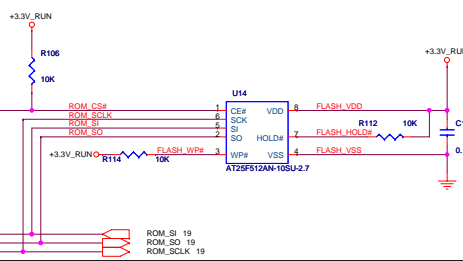 +3.3V_RUN
R106
10K
+3.3V_RUN
U14
ROM_CS# 1 CE# VDD 8 FLASH_VDD
ROM_SCLK 6 SCK
ROM_SI 5 SI
R112 10K
ROM_SO 2 SO HOLD# 7 FLASH_HOLD#
+3.3V_RUN R114 10K FLASH_WP# 3 WP# VSS 4 FLASH_VSS
AT25F512AN-10SU-2.7
ROM_SI 19
ROM_SO 19
ROM_SCLK 19